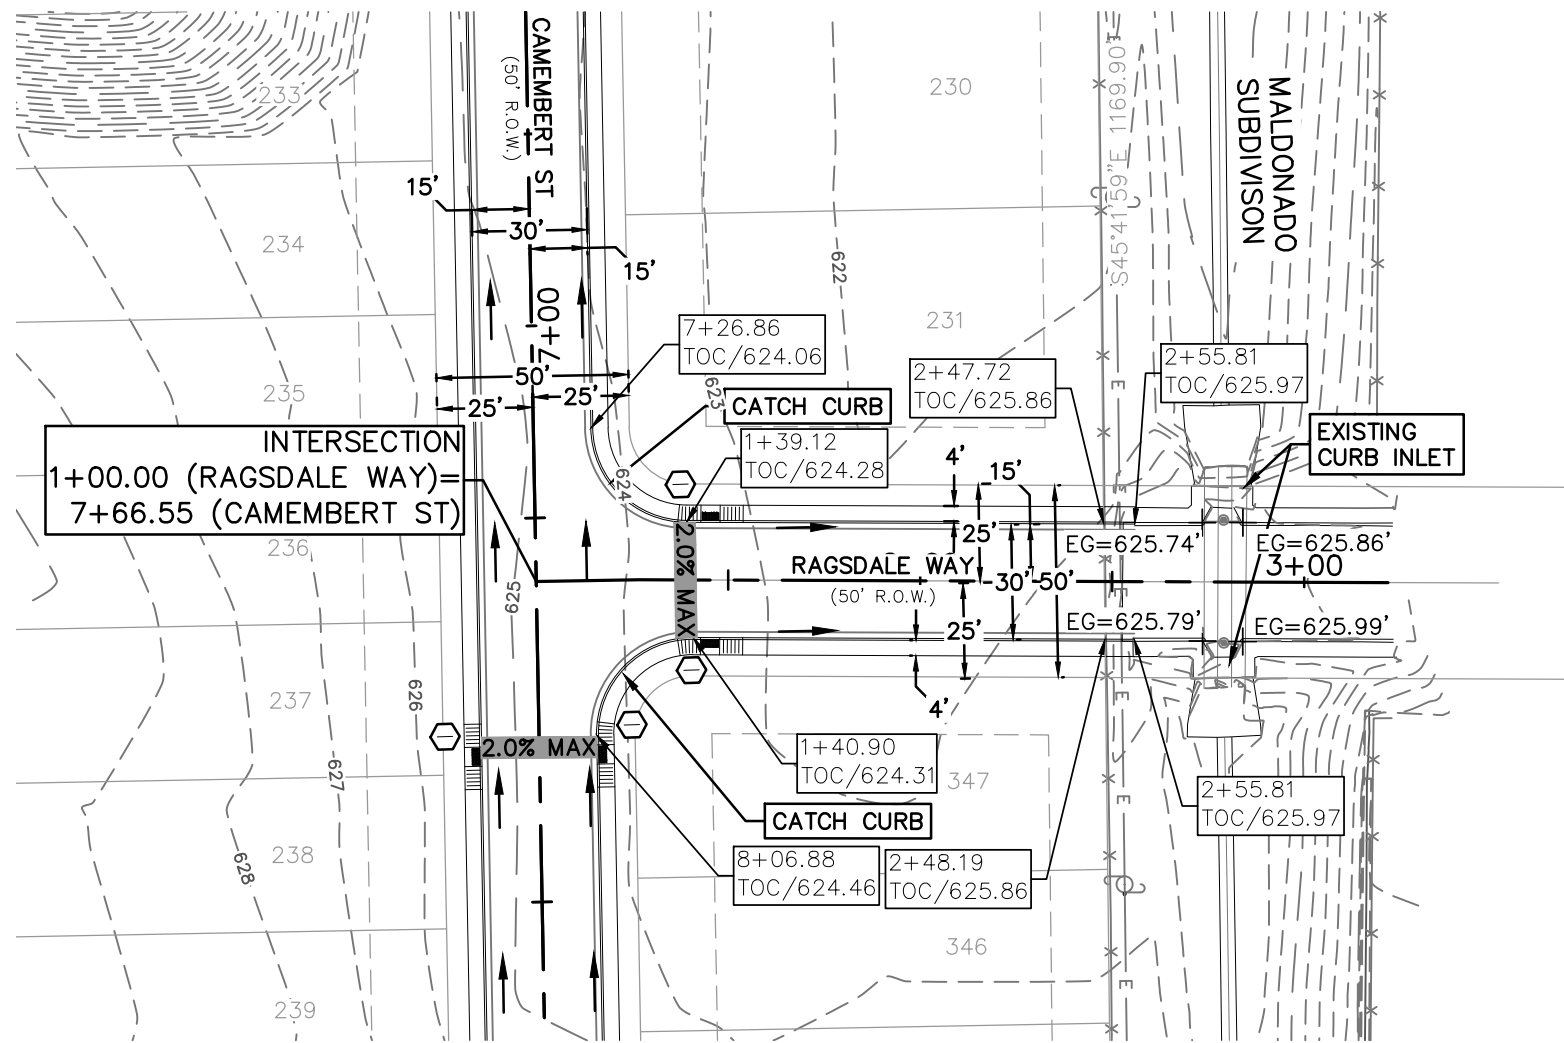 CAMEMBERT ST
(50' R.O.W.)
233
230
S45°41'59"E 1169.90'
MALDONADO
SUBDIVISON
15'
30'
15'
234
622
7+00
231
7+26.86
TOC/624.06
2+47.72
TOC/625.86
2+55.81
TOC/625.97
50'
25'
25'
235
623
CATCH CURB
INTERSECTION
1+00.00 (RAGSDALE WAY)=
7+66.55 (CAMEMBERT ST)
1+39.12
TOC/624.28
EXISTING
CURB INLET
4'
15'
624
25'
236
2.0% MAX
RAGSDALE WAY
(50' R.O.W.)
30'
50'
EG=625.74'
EG=625.86'
3+00
625
25'
EG=625.79'
EG=625.99'
E
E
E
E
E
E
E
237
626
4'
2.0% MAX
627
1+40.90
TOC/624.31
347
2+55.81
TOC/625.97
CATCH CURB
238
628
8+06.88
TOC/624.46
2+48.19
TOC/625.86
346
239